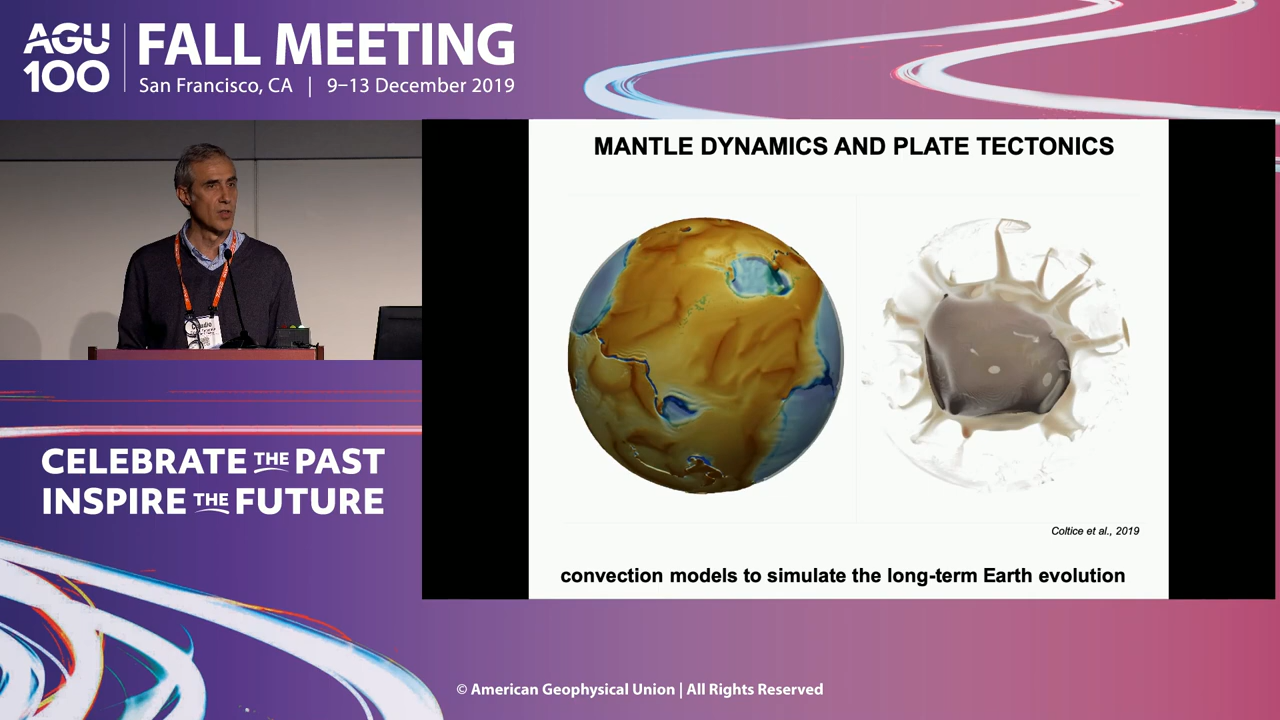 AGU
100
FALL MEETING
San Francisco, CA | 9–13 December 2019
MANTLE DYNAMICS AND PLATE TECTONICS
CELEBRATE THE PAST
INSPIRE THE FUTURE
Coltice et al., 2019
convection models to simulate the long-term Earth evolution
© American Geophysical Union | All Rights Reserved